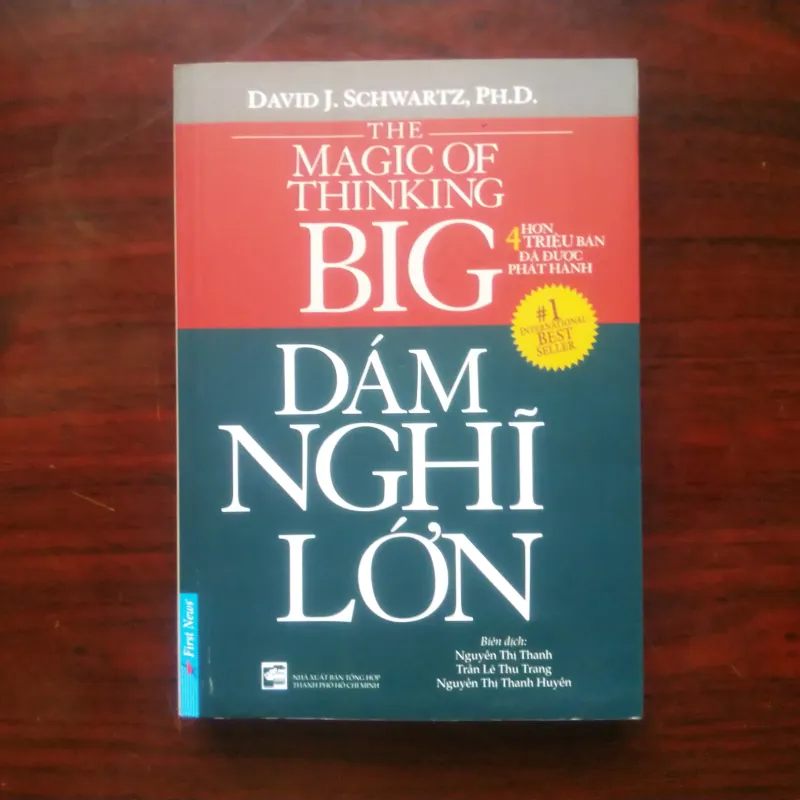 DAVID J. SCHWARTZ, PH.D.
THE
MAGIC OF
THINKING
BIG
4 HƠN
TRIỆU BẢN
ĐÃ ĐƯỢC
PHÁT HÀNH
#1
INTERNATIONAL
BEST
SELLER
DÁM
NGHĨ
LỚN
Biên dịch:
Nguyễn Thị Thanh
Trần Lê Thu Trang
Nguyễn Thị Thanh Huyền
First News
NHÀ XUẤT BẢN TỔNG HỢP
THÀNH PHỐ HỒ CHÍ MINH